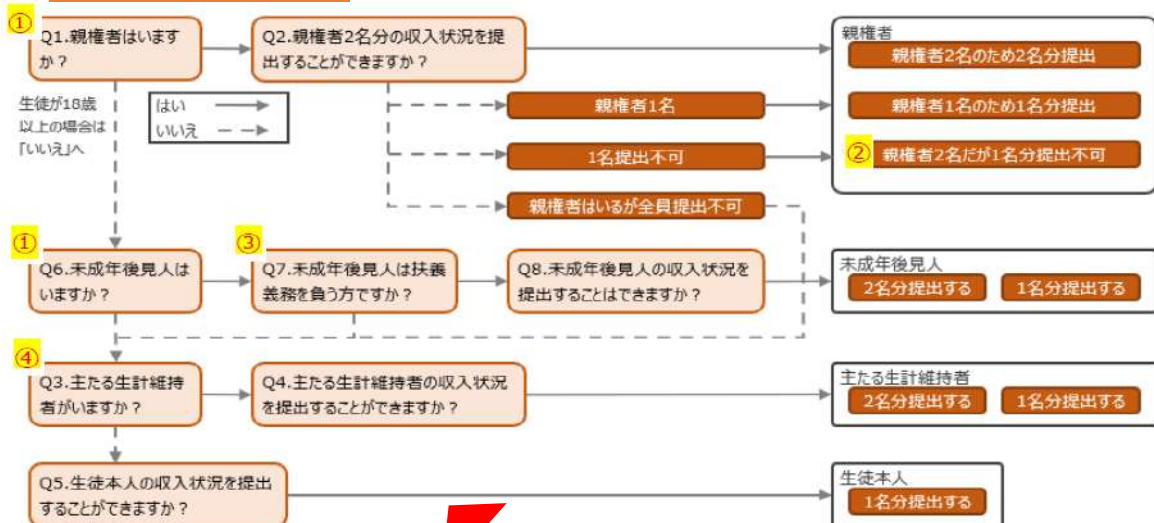 ①
Q1.親権者はいます
か？
Q2.親権者2名分の収入状況を提
出することができますか？
親権者
親権者2名のため2名分提出
生徒が18歳
以上の場合は
「いいえ」へ
はい
いいえ
親権者1名
親権者1名のため1名分提出
1名提出不可
② 親権者2名だが1名分提出不可
親権者はいるが全員提出不可
①
Q6.未成年後見人は
いますか？
③
Q7.未成年後見人は扶養
義務を負う方ですか？
Q8.未成年後見人の収入状況を
提出することはできますか？
未成年後見人
2名分提出する
1名分提出する
④
Q3.主たる生計維持
者がいますか？
Q4.主たる生計維持者の収入状況
を提出することができますか？
主たる生計維持者
2名分提出する
1名分提出する
Q5.生徒本人の収入状況を提出
することができますか？
生徒本人
1名分提出する